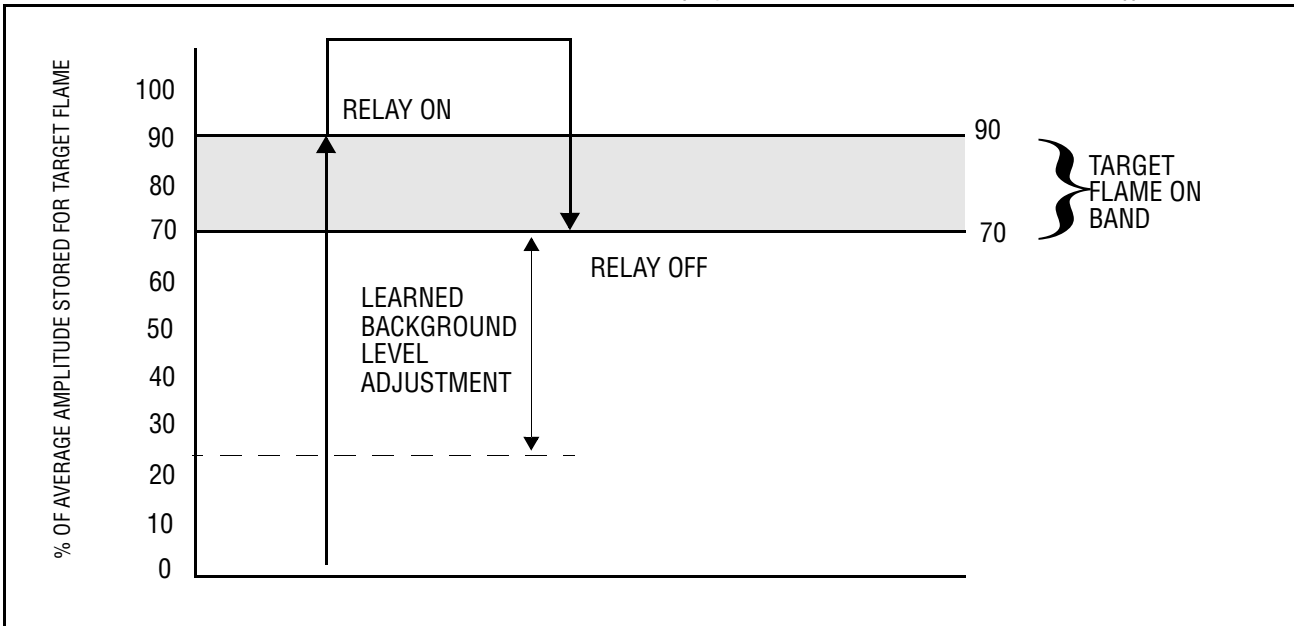 % OF AVERAGE AMPLITUDE STORED FOR TARGET FLAME
100
90
80
70
60
50
40
30
20
10
0
RELAY ON
RELAY OFF
LEARNED
BACKGROUND
LEVEL
ADJUSTMENT
90
70
TARGET
FLAME ON
BAND